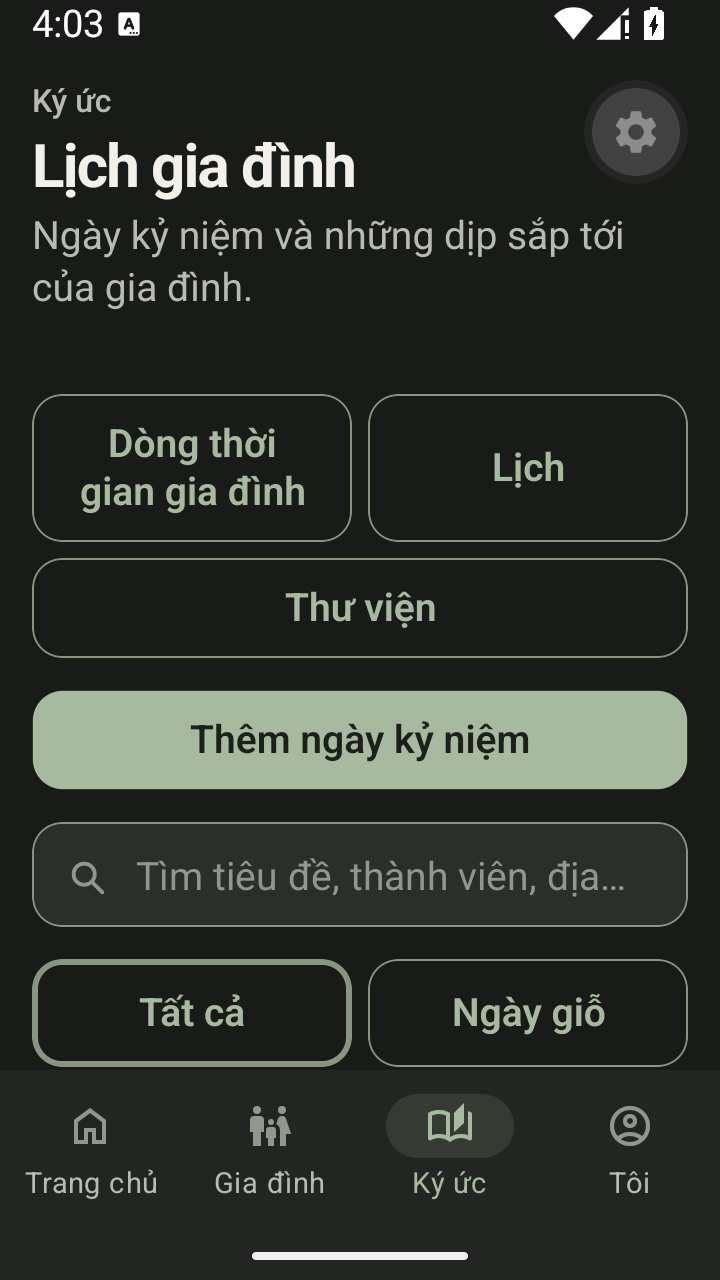 4:03
Ký ức
Lịch gia đình
Ngày kỷ niệm và những dịp sắp tới
của gia đình.
Dòng thời
gian gia đình
Lịch
Thư viện
Thêm ngày kỷ niệm
Tìm tiêu đề, thành viên, địa…
Tất cả
Ngày giỗ
Trang chủ
Gia đình
Ký ức
Tôi